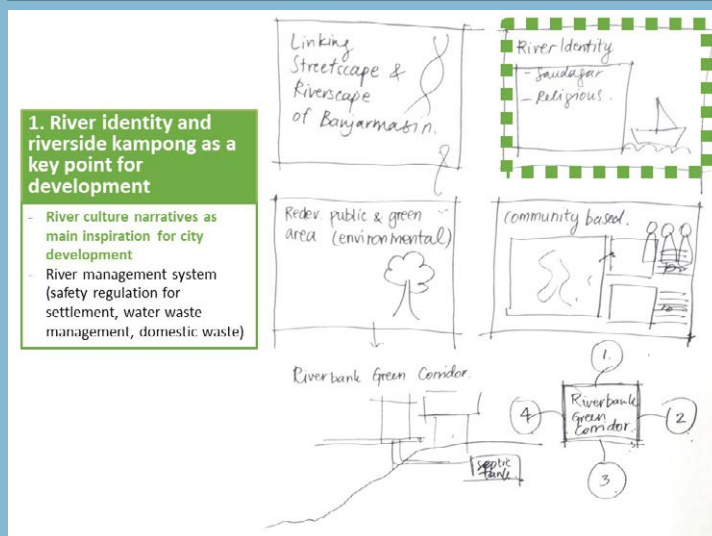 1. River identity and
riverside kampong as a
key point for
development
- River culture narratives as
main inspiration for city
development
- River management system
(safety regulation for
settlement, water waste
management, domestic waste)
Linking
Streetscape &
Riverscape
of Banjarmasin.
River Identity
- Saudagar
- Religious.
Redev. public & green
area (environmental)
community based.
Riverbank Green Corridor.
septic
tank
1.
Riverbank
Green
Corridor.
4
2
3